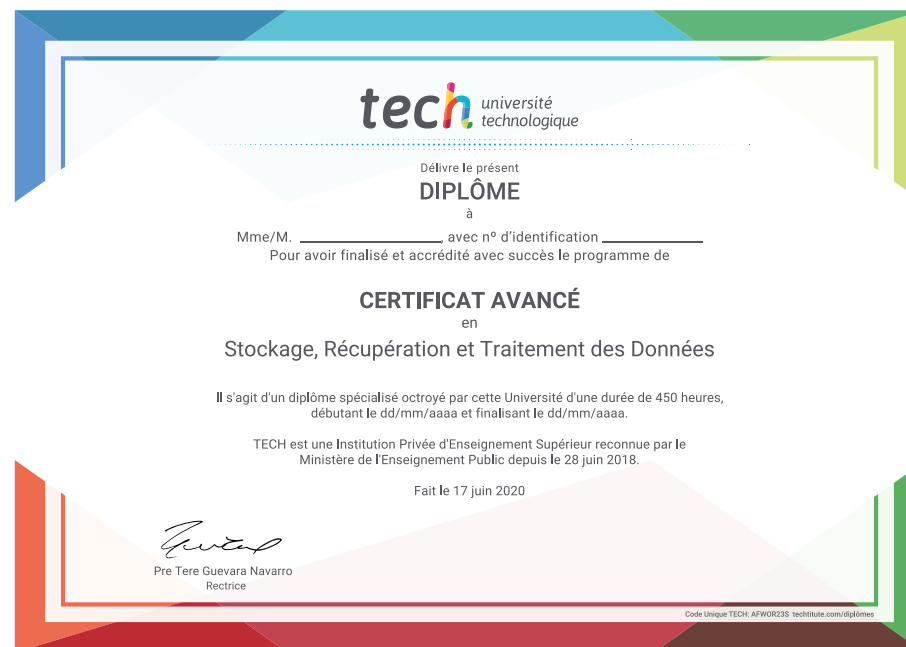 tech université
technologique
Délivre le présent
DIPLÔME
à
Mme/M. ____________, avec nº d'identification ____________
Pour avoir finalisé et accrédité avec succès le programme de
CERTIFICAT AVANCÉ
en
Stockage, Récupération et Traitement des Données
Il s'agit d'un diplôme spécialisé octroyé par cette Université d'une durée de 450 heures,
débutant le dd/mm/aaaa et finalisant le dd/mm/aaaa.
TECH est une Institution Privée d'Enseignement Supérieur reconnue par le
Ministère de l'Enseignement Public depuis le 28 juin 2018.
Fait le 17 juin 2020
Pre Tere Guevara Navarro
Rectrice
Code Unique TECH: AFWOR23S techtitute.com/diplômes